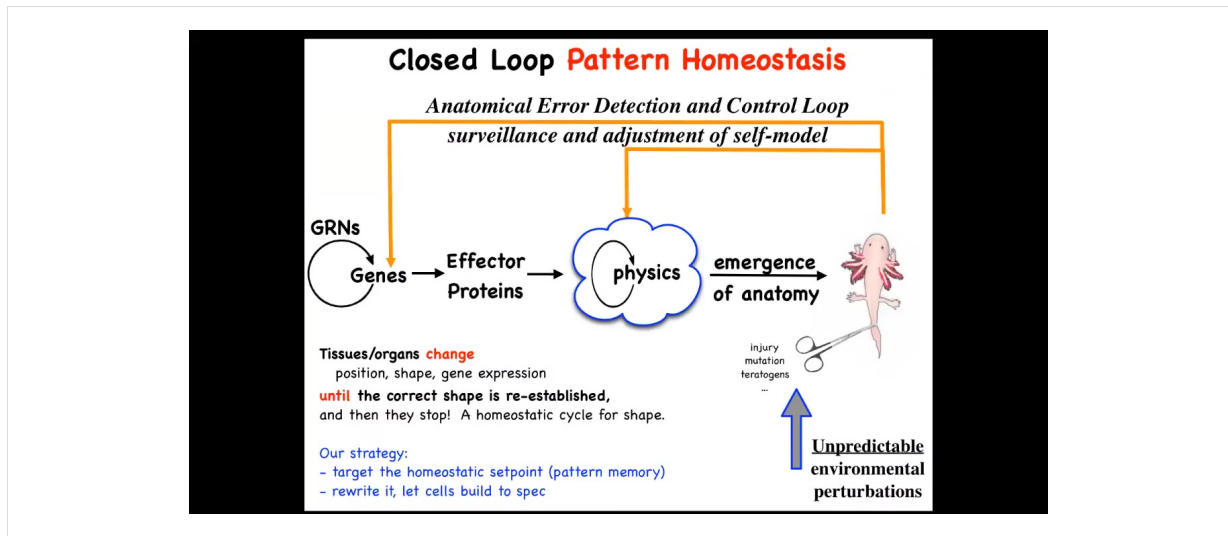 Closed Loop Pattern Homeostasis
Anatomical Error Detection and Control Loop
surveillance and adjustment of self-model
GRNs
Genes
Effector
Proteins
physics
emergence
of anatomy
injury
mutation
teratogens
...
Tissues/organs change
position, shape, gene expression
until the correct shape is re-established,
and then they stop! A homeostatic cycle for shape.
Our strategy:
- target the homeostatic setpoint (pattern memory)
- rewrite it, let cells build to spec
Unpredictable
environmental
perturbations